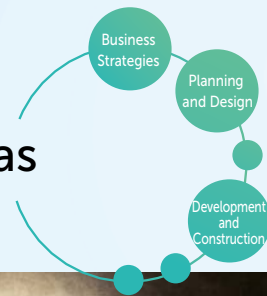 Business
Strategies
Planning
and Design
as
Development
and
Construction